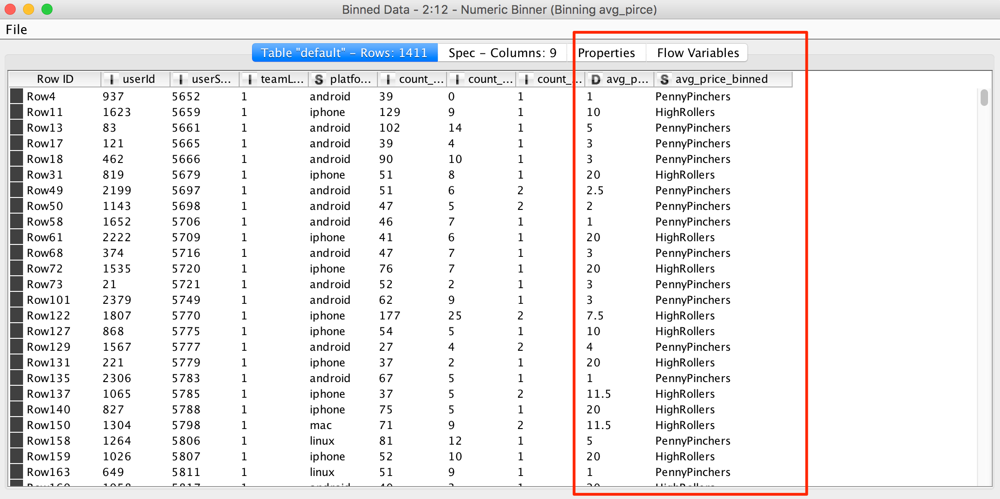 Binned Data - 2:12 - Numeric Binner (Binning avg_pirce)
File
Table "default" - Rows: 1411 Spec - Columns: 9 Properties Flow Variables
Row ID I userId I userS... I teamL... S platfo... I count_... I count_... I count_... D avg_p... S avg_price_binned
Row4 937 5652 1 android 39 0 1 1 PennyPinchers
Row11 1623 5659 1 iphone 129 9 1 10 HighRollers
Row13 83 5661 1 android 102 14 1 5 PennyPinchers
Row17 121 5665 1 android 39 4 1 3 PennyPinchers
Row18 462 5666 1 android 90 10 1 3 PennyPinchers
Row31 819 5679 1 iphone 51 8 1 20 HighRollers
Row49 2199 5697 1 android 51 6 2 2.5 PennyPinchers
Row50 1143 5698 1 android 47 5 2 2 PennyPinchers
Row58 1652 5706 1 android 46 7 1 1 PennyPinchers
Row61 2222 5709 1 iphone 41 6 1 20 HighRollers
Row68 374 5716 1 android 47 7 1 3 PennyPinchers
Row72 1535 5720 1 iphone 76 7 1 20 HighRollers
Row73 21 5721 1 android 52 2 1 3 PennyPinchers
Row101 2379 5749 1 android 62 9 1 3 PennyPinchers
Row122 1807 5770 1 iphone 177 25 2 7.5 HighRollers
Row127 868 5775 1 iphone 54 5 1 10 HighRollers
Row129 1567 5777 1 android 27 4 2 4 PennyPinchers
Row131 221 5779 1 iphone 37 2 1 20 HighRollers
Row135 2306 5783 1 android 67 5 1 1 PennyPinchers
Row137 1065 5785 1 iphone 37 5 2 11.5 HighRollers
Row140 827 5788 1 iphone 75 5 1 20 HighRollers
Row150 1304 5798 1 mac 71 9 2 11.5 HighRollers
Row158 1264 5806 1 linux 81 12 1 5 PennyPinchers
Row159 1026 5807 1 iphone 52 10 1 20 HighRollers
Row163 649 5811 1 linux 51 9 1 1 PennyPinchers